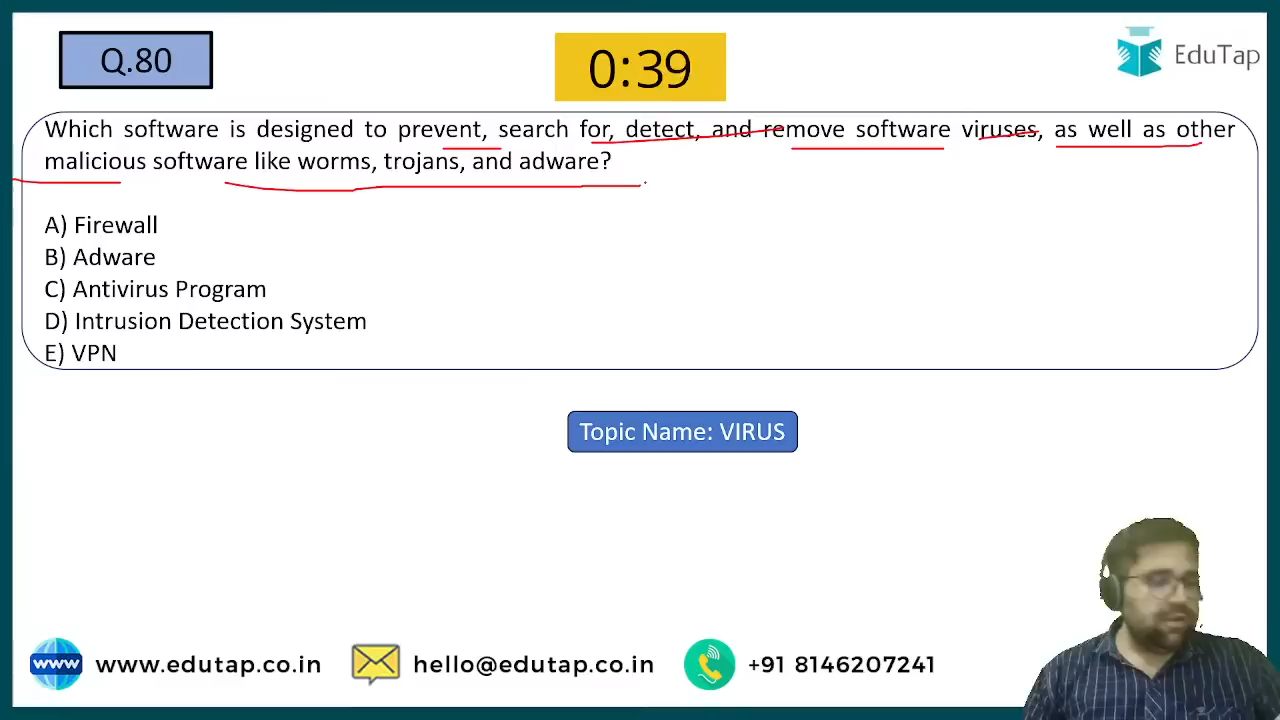 Q.80
0:39
EduTap
Which software is designed to prevent, search for, detect, and remove software viruses, as well as other
malicious software like worms, trojans, and adware?
A) Firewall
B) Adware
C) Antivirus Program
D) Intrusion Detection System
E) VPN
Topic Name: VIRUS
www www.edutap.co.in hello@edutap.co.in +91 8146207241